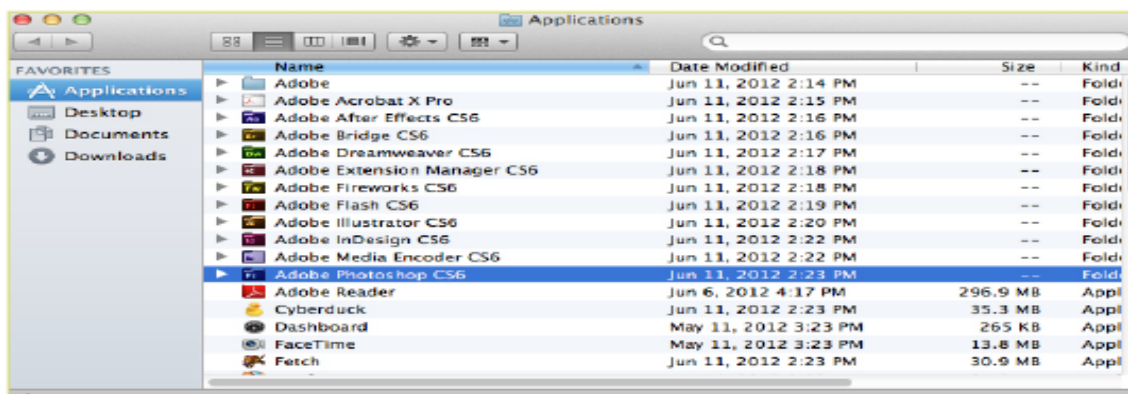 Applications
FAVORITES
Applications
Desktop
Documents
Downloads
Name Date Modified Size Kind
Adobe Jun 11, 2012 2:14 PM -- Fold
Adobe Acrobat X Pro Jun 11, 2012 2:15 PM -- Fold
Adobe After Effects CS6 Jun 11, 2012 2:16 PM -- Fold
Adobe Bridge CS6 Jun 11, 2012 2:16 PM -- Fold
Adobe Dreamweaver CS6 Jun 11, 2012 2:17 PM -- Fold
Adobe Extension Manager CS6 Jun 11, 2012 2:18 PM -- Fold
Adobe Fireworks CS6 Jun 11, 2012 2:18 PM -- Fold
Adobe Flash CS6 Jun 11, 2012 2:19 PM -- Fold
Adobe Illustrator CS6 Jun 11, 2012 2:20 PM -- Fold
Adobe InDesign CS6 Jun 11, 2012 2:22 PM -- Fold
Adobe Media Encoder CS6 Jun 11, 2012 2:22 PM -- Fold
Adobe Photoshop CS6 Jun 11, 2012 2:23 PM -- Fold
Adobe Reader Jun 6, 2012 4:17 PM 296.9 MB Appl
Cyberduck Jun 11, 2012 2:23 PM 35.3 MB Appl
Dashboard May 11, 2012 3:23 PM 265 KB Appl
FaceTime May 11, 2012 3:23 PM 13.8 MB Appl
Fetch Jun 11, 2012 2:23 PM 30.9 MB Appl